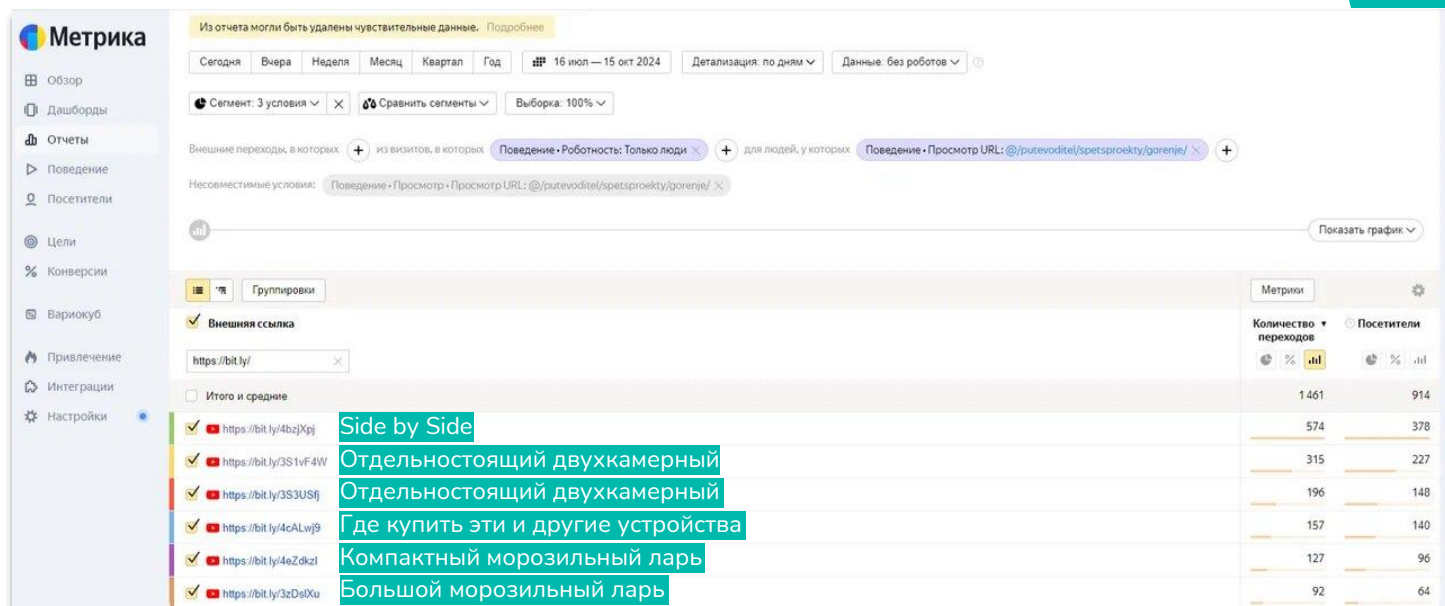 Метрика
Из отчета могли быть удалены чувствительные данные. Подробнее
Сегодня Вчера Неделя Месяц Квартал Год 16 июл — 15 окт 2024 Детализация: по дням Данные: без роботов
Обзор
Дашборды
Сегмент: 3 условия Сравнить сегменты Выборка: 100%
Отчеты
Внешние переходы, в которых + из визитов, в которых Поведение • Роботность: Только люди × + для людей, у которых Поведение • Просмотр URL: @/putevoditel/spetsproekty/gorenje/ × +
Поведение
Несовместимые условия: Поведение • Просмотр • Просмотр URL: @/putevoditel/spetsproekty/gorenje/ ×
Посетители
Показать график
Цели
Конверсии
Группировки Метрики
Вариокуб
Внешняя ссылка Количество переходов Посетители
Привлечение
https://bit.ly/ × % %
Интеграции
Итого и средние 1 461 914
Настройки
https://bit.ly/4bzjXpj Side by Side 574 378
https://bit.ly/3S1vF4W Отдельностоящий двухкамерный 315 227
https://bit.ly/3S3USfj Отдельностоящий двухкамерный 196 148
https://bit.ly/4cALwj9 Где купить эти и другие устройства 157 140
https://bit.ly/4eZdkzl Компактный морозильный ларь 127 96
https://bit.ly/3zDslXu Большой морозильный ларь 92 64